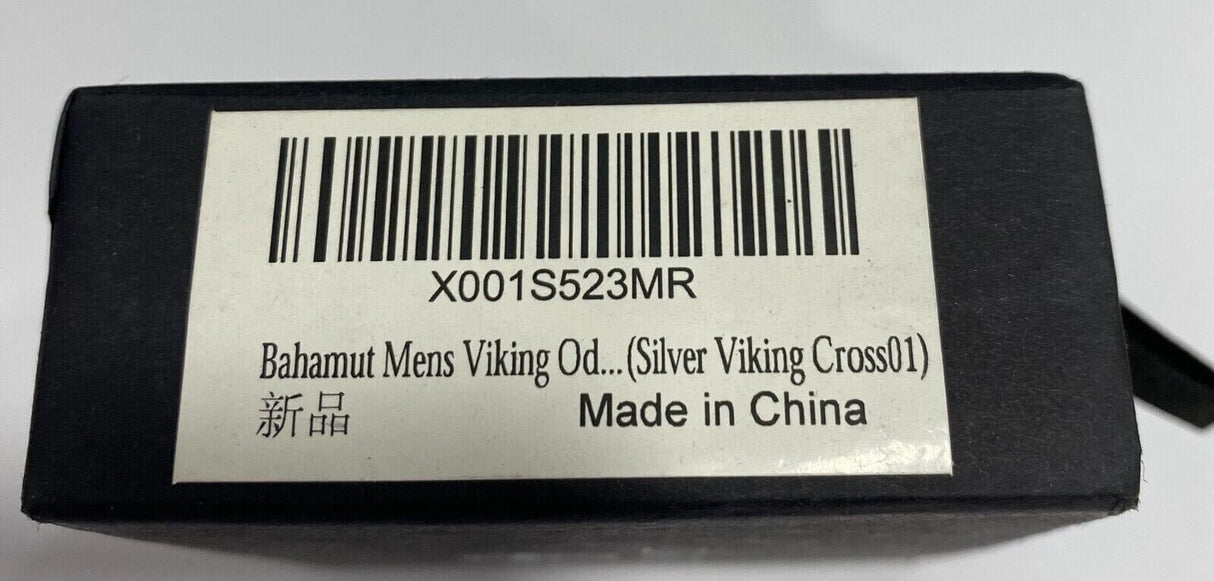 X001S523MR
Bahamut Mens Viking Od...(Silver Viking Cross01)
新品
Made in China